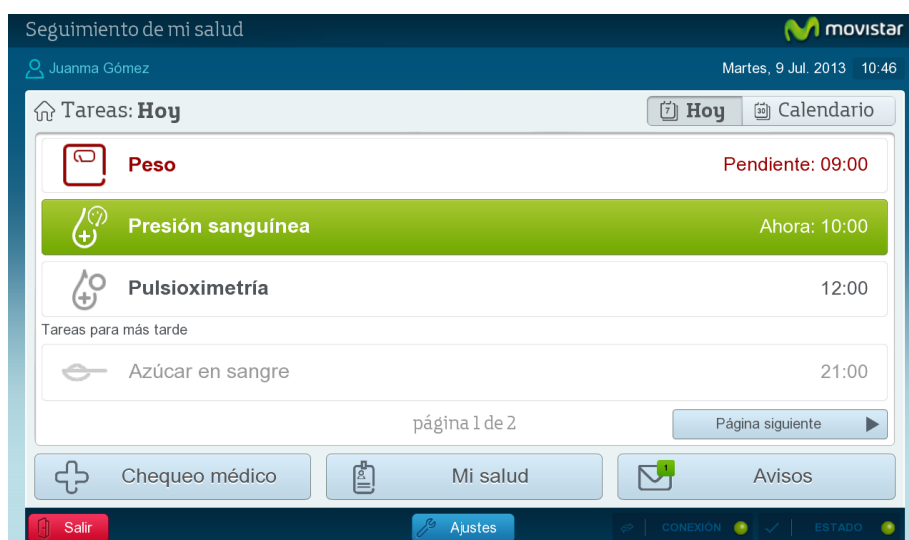 Seguimiento de mi salud
movistar
Juanma Gómez
Martes, 9 Jul. 2013 10:46
Tareas: Hoy
7 Hoy
30 Calendario
Peso
Pendiente: 09:00
Presión sanguínea
Ahora: 10:00
Pulsioximetría
12:00
Tareas para más tarde
Azúcar en sangre
21:00
página 1 de 2
Página siguiente
Chequeo médico
Mi salud
1
Avisos
Salir
Ajustes
CONEXIÓN
ESTADO